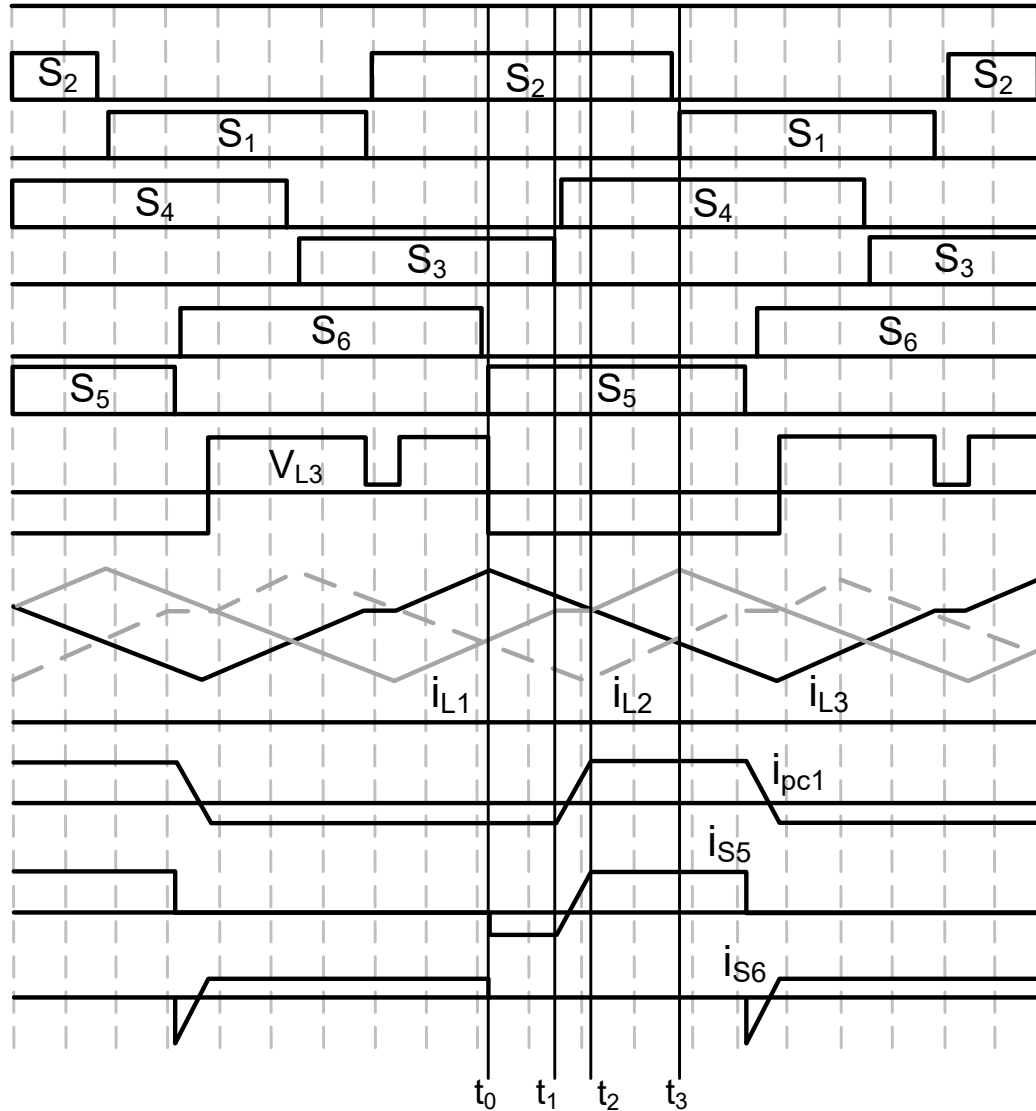 S2 S2 S2
S1 S1
S4 S4
S3 S3
S6 S6
S5 S5
VL3
iL1 iL2 iL3
ipc1
iS5
iS6
t0 t1 t2 t3